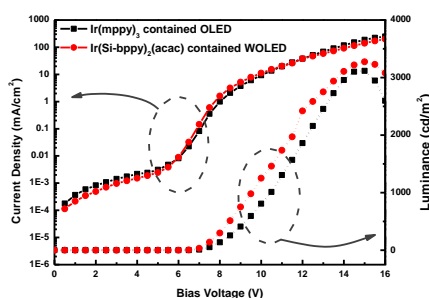 Ir(mppy)3 contained OLED
Ir(Si-bppy)2(acac) contained WOLED
Current Density (mA/cm2)
1000
100
10
1
0.1
0.01
1E-3
1E-4
1E-5
1E-6
0 2 4 6 8 10 12 14 16
Bias Voltage (V)
4000
3000
2000
1000
0
Luminance (cd/m2)